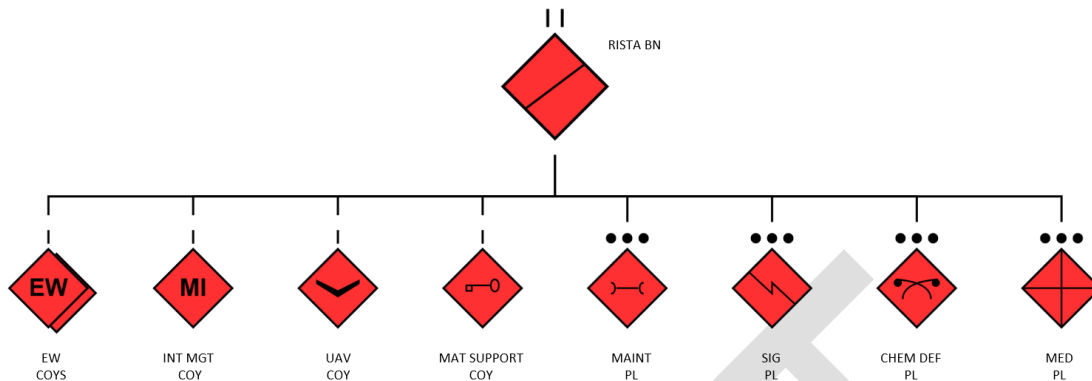 RISTA BN
EW
MI
EW
COYS
INT MGT
COY
UAV
COY
MAT SUPPORT
COY
MAINT
PL
SIG
PL
CHEM DEF
PL
MED
PL